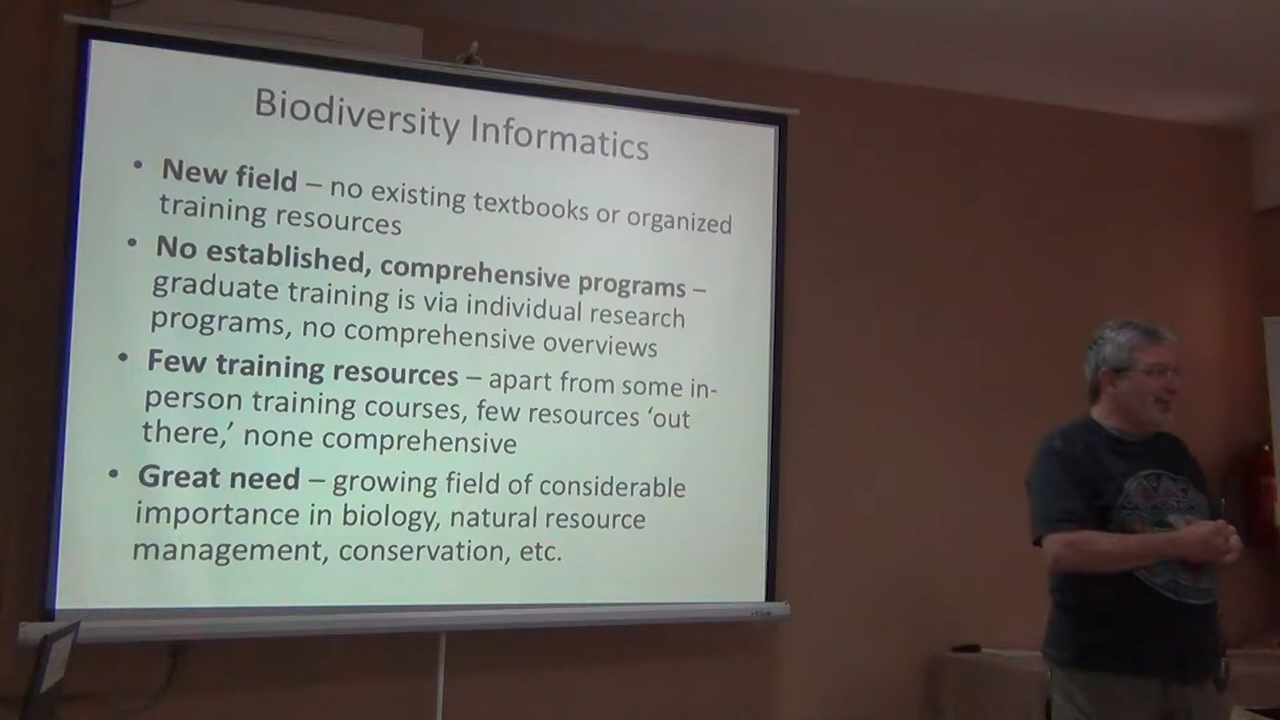 Biodiversity Informatics
• New field – no existing textbooks or organized
training resources
• No established, comprehensive programs –
graduate training is via individual research
programs, no comprehensive overviews
• Few training resources – apart from some in-
person training courses, few resources ‘out
there,’ none comprehensive
• Great need – growing field of considerable
importance in biology, natural resource
management, conservation, etc.